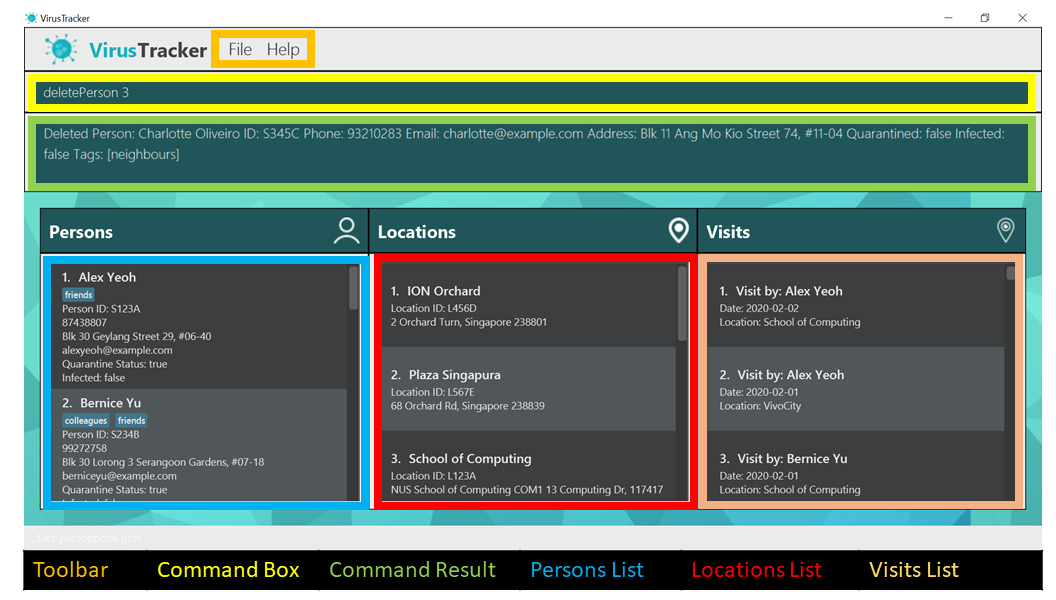 VirusTracker
VirusTracker File Help
deletePerson 3
Deleted Person: Charlotte Oliveiro ID: S345C Phone: 93210283 Email: charlotte@example.com Address: Blk 11 Ang Mo Kio Street 74, #11-04 Quarantined: false Infected:
false Tags: [neighbours]
Persons
1. Alex Yeoh
friends
Person ID: S123A
87438807
Blk 30 Geylang Street 29, #06-40
alexyeoh@example.com
Quarantine Status: true
Infected: false
2. Bernice Yu
colleagues friends
Person ID: S234B
99272758
Blk 30 Lorong 3 Serangoon Gardens, #07-18
berniceyu@example.com
Quarantine Status: true
Locations
1. ION Orchard
Location ID: L456D
2 Orchard Turn, Singapore 238801
2. Plaza Singapura
Location ID: L567E
68 Orchard Rd, Singapore 238839
3. School of Computing
Location ID: L123A
NUS School of Computing COM1 13 Computing Dr, 117417
Visits
1. Visit by: Alex Yeoh
Date: 2020-02-02
Location: School of Computing
2. Visit by: Alex Yeoh
Date: 2020-02-01
Location: VivoCity
3. Visit by: Bernice Yu
Date: 2020-02-01
Location: School of Computing
.\data\personbook.json
Toolbar Command Box Command Result Persons List Locations List Visits List